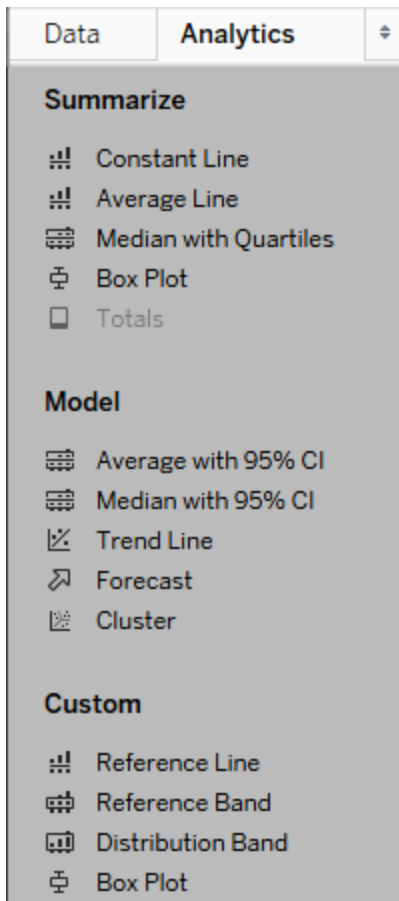 Data Analytics
Summarize
Constant Line
Average Line
Median with Quartiles
Box Plot
Totals
Model
Average with 95% CI
Median with 95% CI
Trend Line
Forecast
Cluster
Custom
Reference Line
Reference Band
Distribution Band
Box Plot